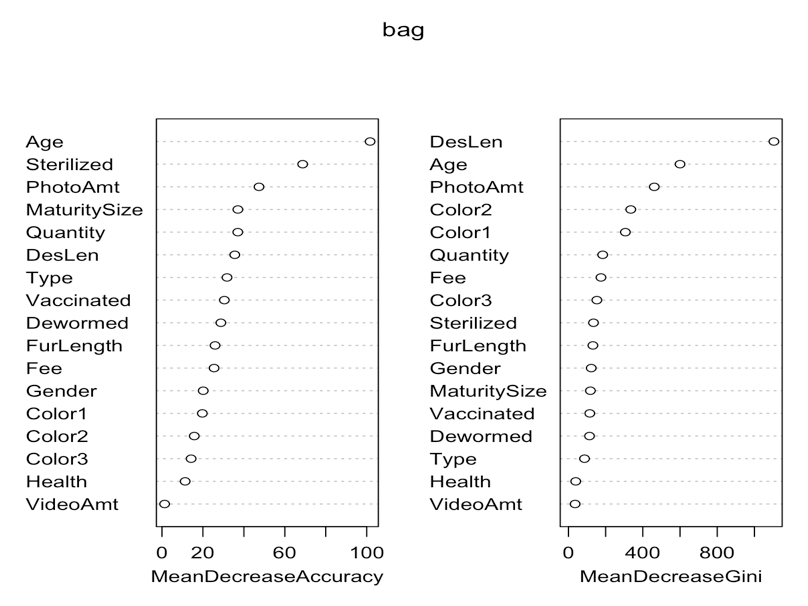 bag
Age
Sterilized
PhotoAmt
MaturitySize
Quantity
DesLen
Type
Vaccinated
Dewormed
FurLength
Fee
Gender
Color1
Color2
Color3
Health
VideoAmt
0 20 60 100
MeanDecreaseAccuracy
DesLen
Age
PhotoAmt
Color2
Color1
Quantity
Fee
Color3
Sterilized
FurLength
Gender
MaturitySize
Vaccinated
Dewormed
Type
Health
VideoAmt
0 400 800
MeanDecreaseGini